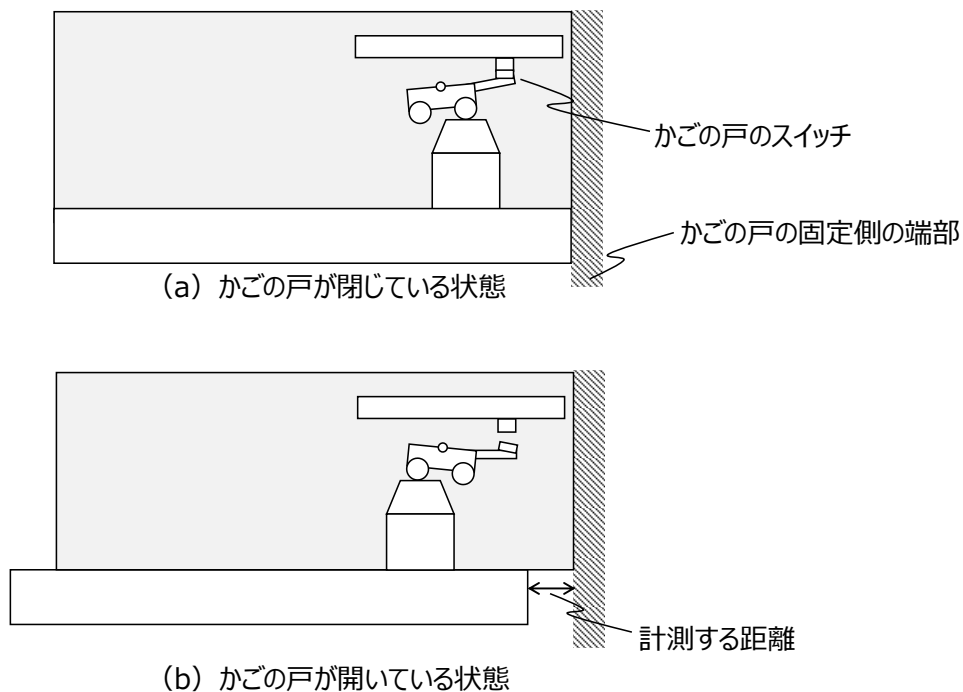 かごの戸のスイッチ
かごの戸の固定側の端部
（a）かごの戸が閉じている状態
計測する距離
（b）かごの戸が開いている状態